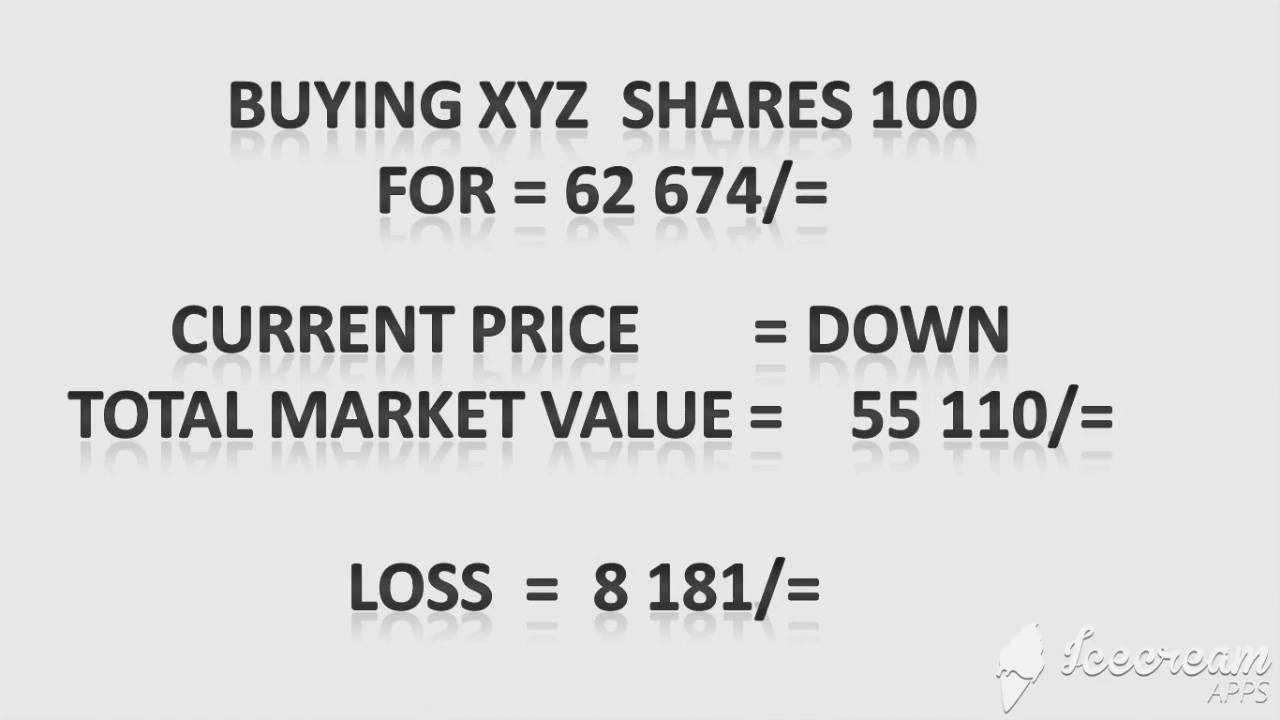 BUYING XYZ SHARES 100
FOR = 62 674/=
CURRENT PRICE = DOWN
TOTAL MARKET VALUE = 55 110/=
LOSS = 8 181/=
Icecream
APPS